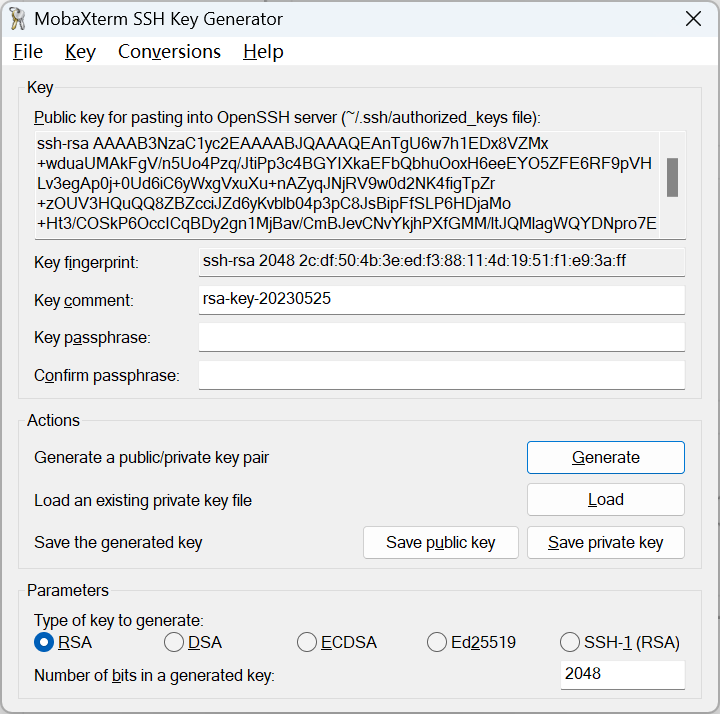 MobaXterm SSH Key Generator
File Key Conversions Help
Key
Public key for pasting into OpenSSH server (~/.ssh/authorized_keys file):
ssh-rsa AAAAB3NzaC1yc2EAAAABJQAAAQEAnTgU6w7h1EDx8VZMx
+wduaUMAkFgV/n5Uo4Pzq/JtiPp3c4BGYIXkaEFbQbhuOoxH6eeEYO5ZFE6RF9pVH
Lv3egAp0j+0Ud6iC6yWxgVxuXu+nAZyqJNjRV9w0d2NK4figTpZr
+zOUV3HQuQQ8ZBZcciJZd6yKvblb04p3pC8JsBipFfSLP6HDjaMo
+Ht3/COSkP6OccICqBDy2gn1MjBav/CmBJevCNvYkjhPXfGMM/ltJQMlagWQYDNpro7E
Key fingerprint: ssh-rsa 2048 2c:df:50:4b:3e:ed:f3:88:11:4d:19:51:f1:e9:3a:ff
Key comment: rsa-key-20230525
Key passphrase:
Confirm passphrase:
Actions
Generate a public/private key pair Generate
Load an existing private key file Load
Save the generated key Save public key Save private key
Parameters
Type of key to generate:
RSA DSA ECDSA Ed25519 SSH-1 (RSA)
Number of bits in a generated key: 2048